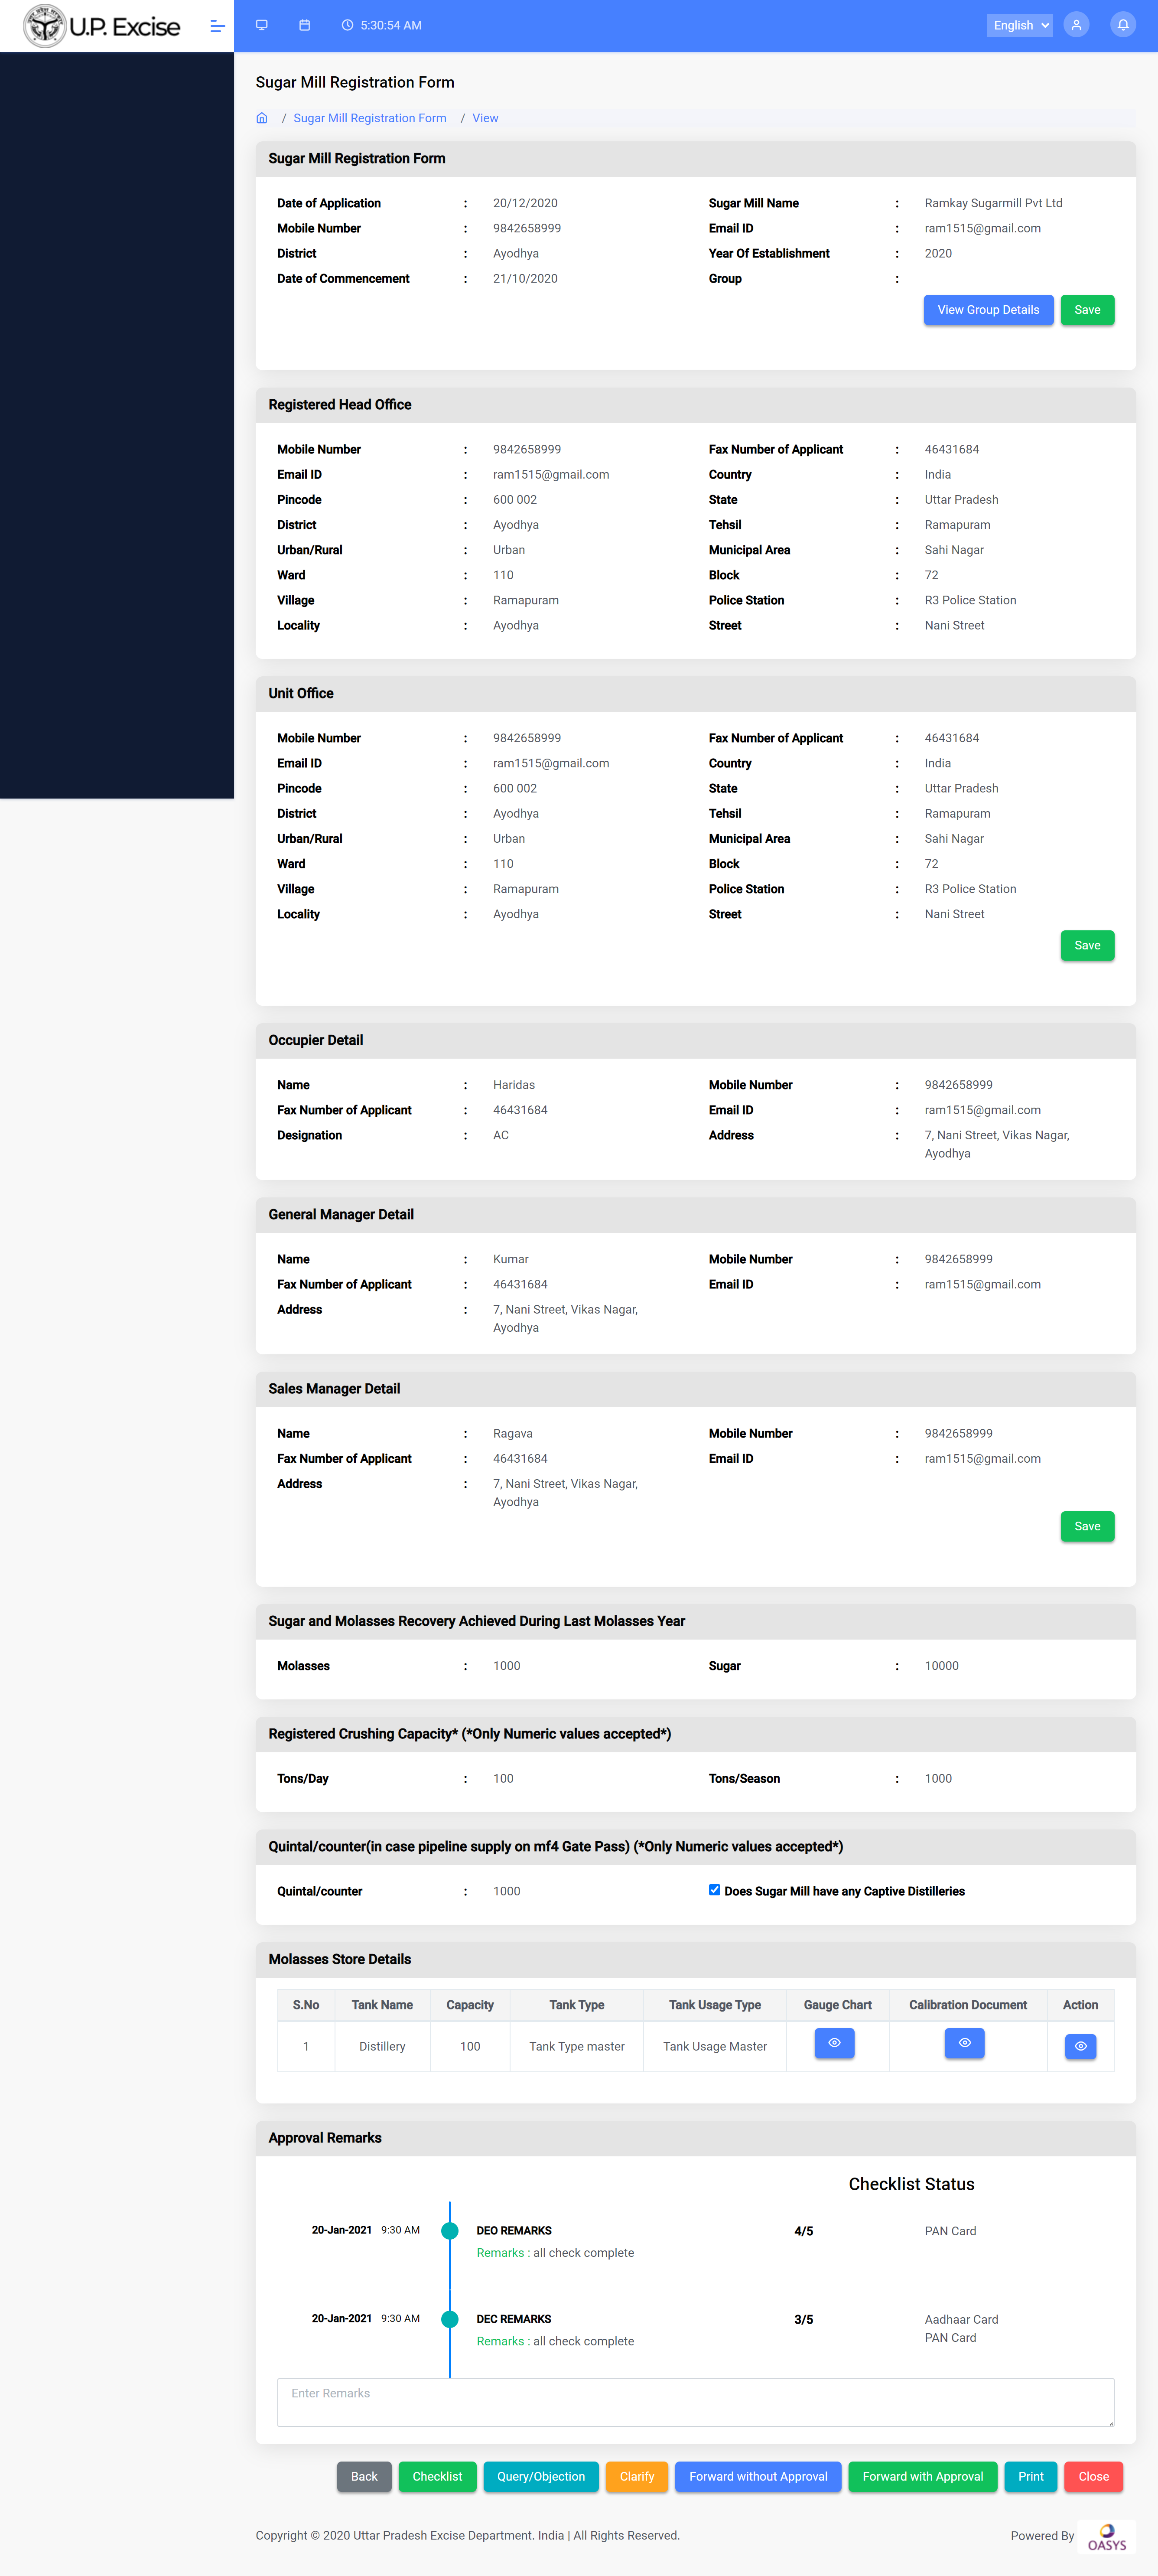 U.P. Excise
5:30:54 AM
English
Sugar Mill Registration Form
/ Sugar Mill Registration Form / View
Sugar Mill Registration Form
Date of Application : 20/12/2020 Sugar Mill Name : Ramkay Sugarmill Pvt Ltd
Mobile Number : 9842658999 Email ID : ram1515@gmail.com
District : Ayodhya Year Of Establishment : 2020
Date of Commencement : 21/10/2020 Group :
View Group Details Save
Registered Head Office
Mobile Number : 9842658999 Fax Number of Applicant : 46431684
Email ID : ram1515@gmail.com Country : India
Pincode : 600 002 State : Uttar Pradesh
District : Ayodhya Tehsil : Ramapuram
Urban/Rural : Urban Municipal Area : Sahi Nagar
Ward : 110 Block : 72
Village : Ramapuram Police Station : R3 Police Station
Locality : Ayodhya Street : Nani Street
Unit Office
Mobile Number : 9842658999 Fax Number of Applicant : 46431684
Email ID : ram1515@gmail.com Country : India
Pincode : 600 002 State : Uttar Pradesh
District : Ayodhya Tehsil : Ramapuram
Urban/Rural : Urban Municipal Area : Sahi Nagar
Ward : 110 Block : 72
Village : Ramapuram Police Station : R3 Police Station
Locality : Ayodhya Street : Nani Street
Save
Occupier Detail
Name : Haridas Mobile Number : 9842658999
Fax Number of Applicant : 46431684 Email ID : ram1515@gmail.com
Designation : AC Address : 7, Nani Street, Vikas Nagar,
Ayodhya
General Manager Detail
Name : Kumar Mobile Number : 9842658999
Fax Number of Applicant : 46431684 Email ID : ram1515@gmail.com
Address : 7, Nani Street, Vikas Nagar,
Ayodhya
Sales Manager Detail
Name : Ragava Mobile Number : 9842658999
Fax Number of Applicant : 46431684 Email ID : ram1515@gmail.com
Address : 7, Nani Street, Vikas Nagar,
Ayodhya
Save
Sugar and Molasses Recovery Achieved During Last Molasses Year
Molasses : 1000 Sugar : 10000
Registered Crushing Capacity* (*Only Numeric values accepted*)
Tons/Day : 100 Tons/Season : 1000
Quintal/counter(in case pipeline supply on mf4 Gate Pass) (*Only Numeric values accepted*)
Quintal/counter : 1000 Does Sugar Mill have any Captive Distilleries
Molasses Store Details
S.No Tank Name Capacity Tank Type Tank Usage Type Gauge Chart Calibration Document Action
1 Distillery 100 Tank Type master Tank Usage Master
Approval Remarks
Checklist Status
20-Jan-2021 9:30 AM DEO REMARKS 4/5 PAN Card
Remarks : all check complete
20-Jan-2021 9:30 AM DEC REMARKS 3/5 Aadhaar Card
Remarks : all check complete PAN Card
Enter Remarks
Back Checklist Query/Objection Clarify Forward without Approval Forward with Approval Print Close
Copyright © 2020 Uttar Pradesh Excise Department. India | All Rights Reserved. Powered By OASYS